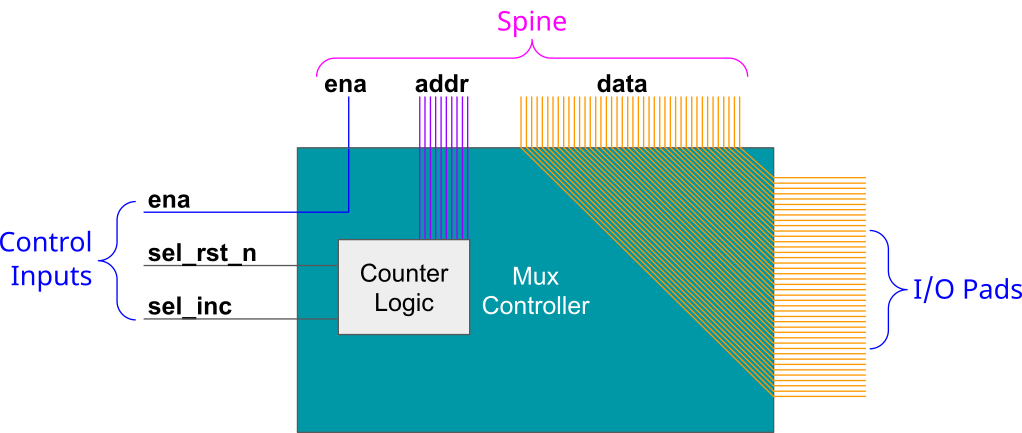 Spine
ena
addr
data
ena
Control
Inputs
sel_rst_n
sel_inc
Counter
Logic
Mux
Controller
I/O Pads